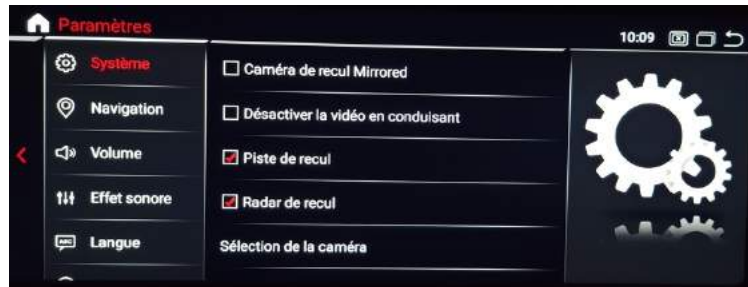 Paramètres
10:09
Système
Navigation
Volume
Effet sonore
ABC
Langue
Caméra de recul Mirrored
Désactiver la vidéo en conduisant
Piste de recul
Radar de recul
Sélection de la caméra